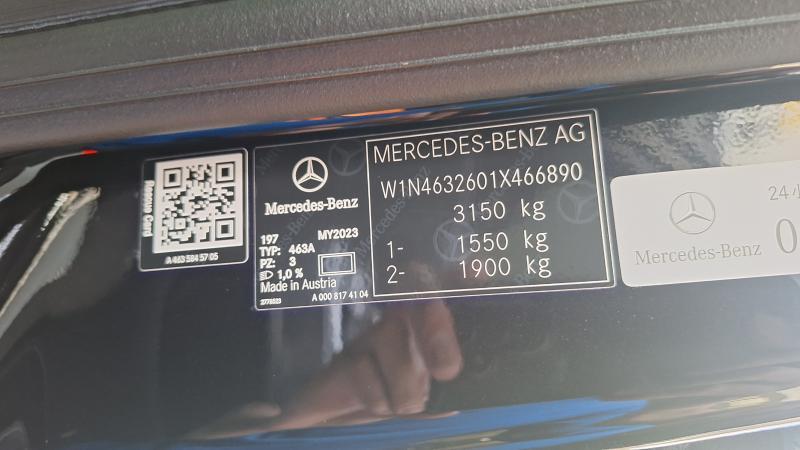 Rescue Card
A 463 584 57 05
Mercedes-Benz
197 MY2023
TYP: 463A
PZ: 3
1,0 %
Made in Austria
2778523
A 000 817 41 04
MERCEDES-BENZ AG
W1N4632601X466890
3150 kg
1- 1550 kg
2- 1900 kg
24
Mercedes-Benz